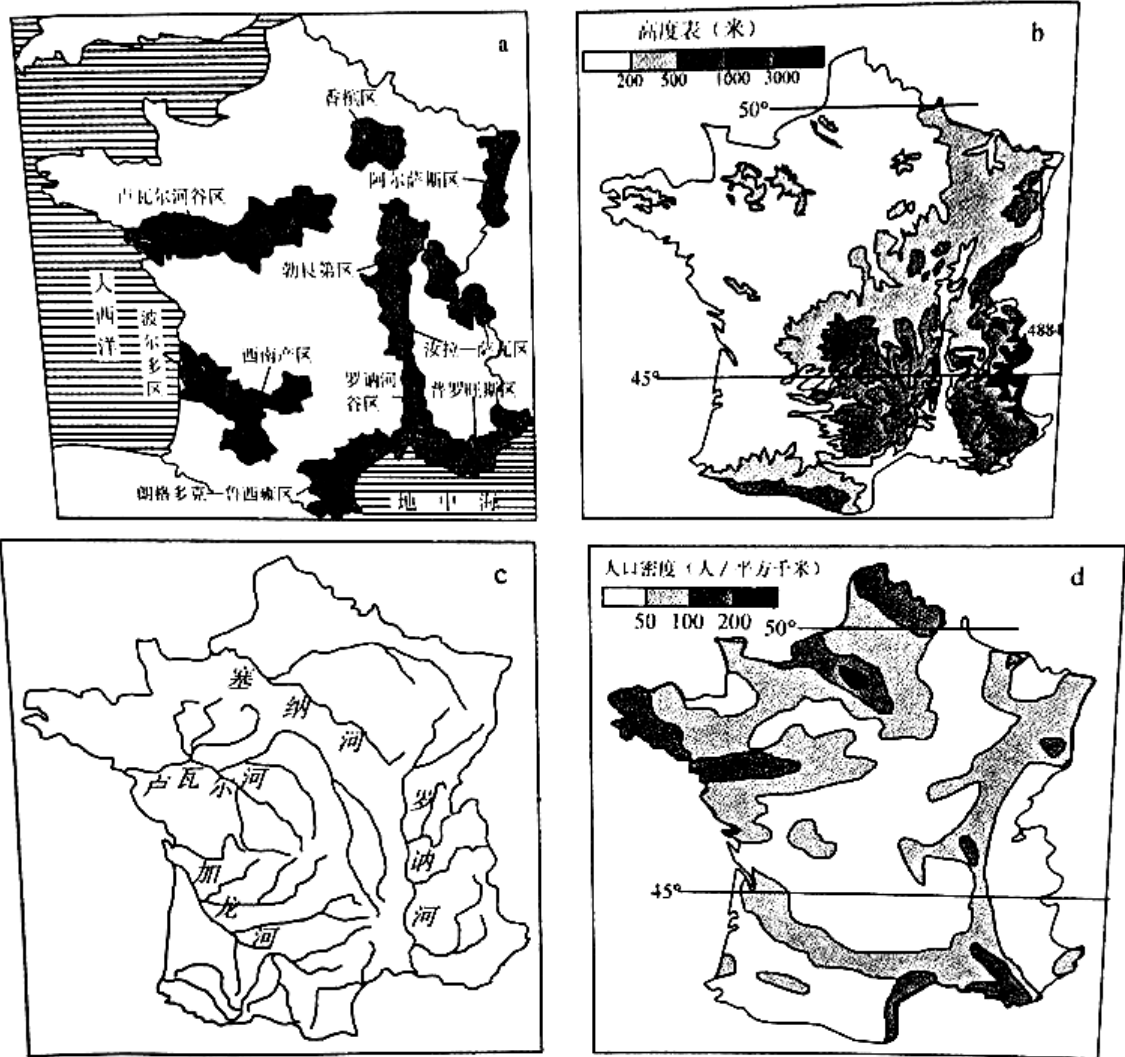 a
香槟区
阿尔萨斯区
卢瓦尔河谷区
勃艮第区
大西洋
波尔多区
西南产区
汝拉—萨瓦区
罗讷河
谷区
普罗旺斯区
朗格多克—鲁西雍区
地中海
b
高度表（米）
200 500 1000 3000
50°
4884
45°
c
塞纳河
卢瓦尔河
罗讷河
加龙河
d
人口密度（人/平方千米）
50 100 200
50°
45°